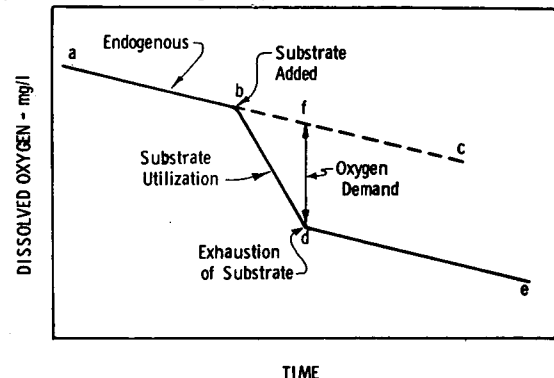 a
Endogenous
Substrate
Added
b
f
c
Substrate
Utilization
Oxygen
Demand
d
Exhaustion
of Substrate
e
DISSOLVED OXYGEN - mg/l
TIME